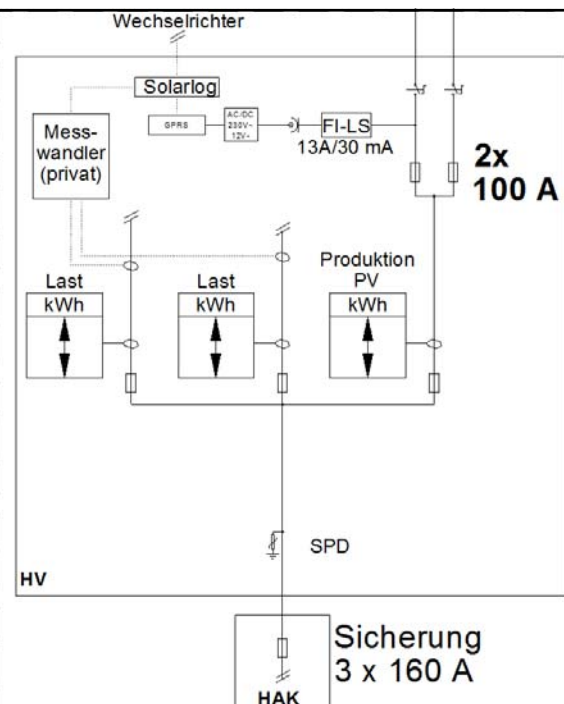 Wechselrichter
Solarlog
GPRS
AC/DC
230V~
12V-
FI-LS
13A/30 mA
2x
100 A
Mess-
wandler
(privat)
Last
kWh
Last
kWh
Produktion
PV
kWh
SPD
HV
Sicherung
3 x 160 A
HAK